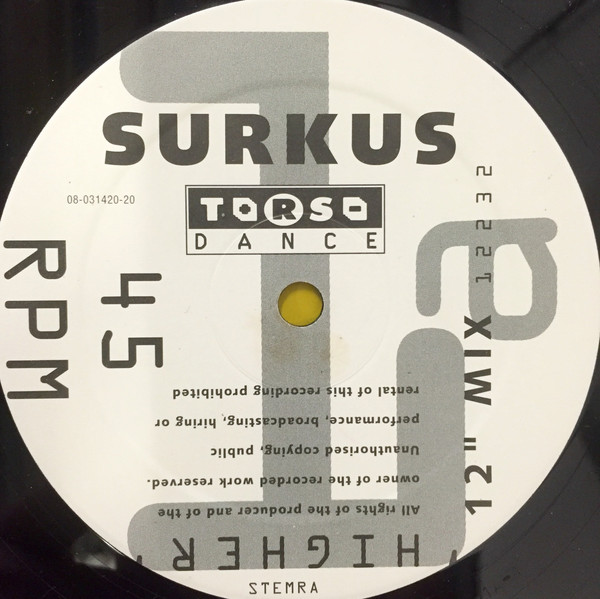 SURKUS
08-031420-20
TORSO
DANCE
45
RPM
1a
12" MIX
"HIGHER"
All rights of the producer and of the
owner of the recorded work reserved.
Unauthorised copying, public
performance, broadcasting, hiring or
rental of this recording prohibited
STEMRA